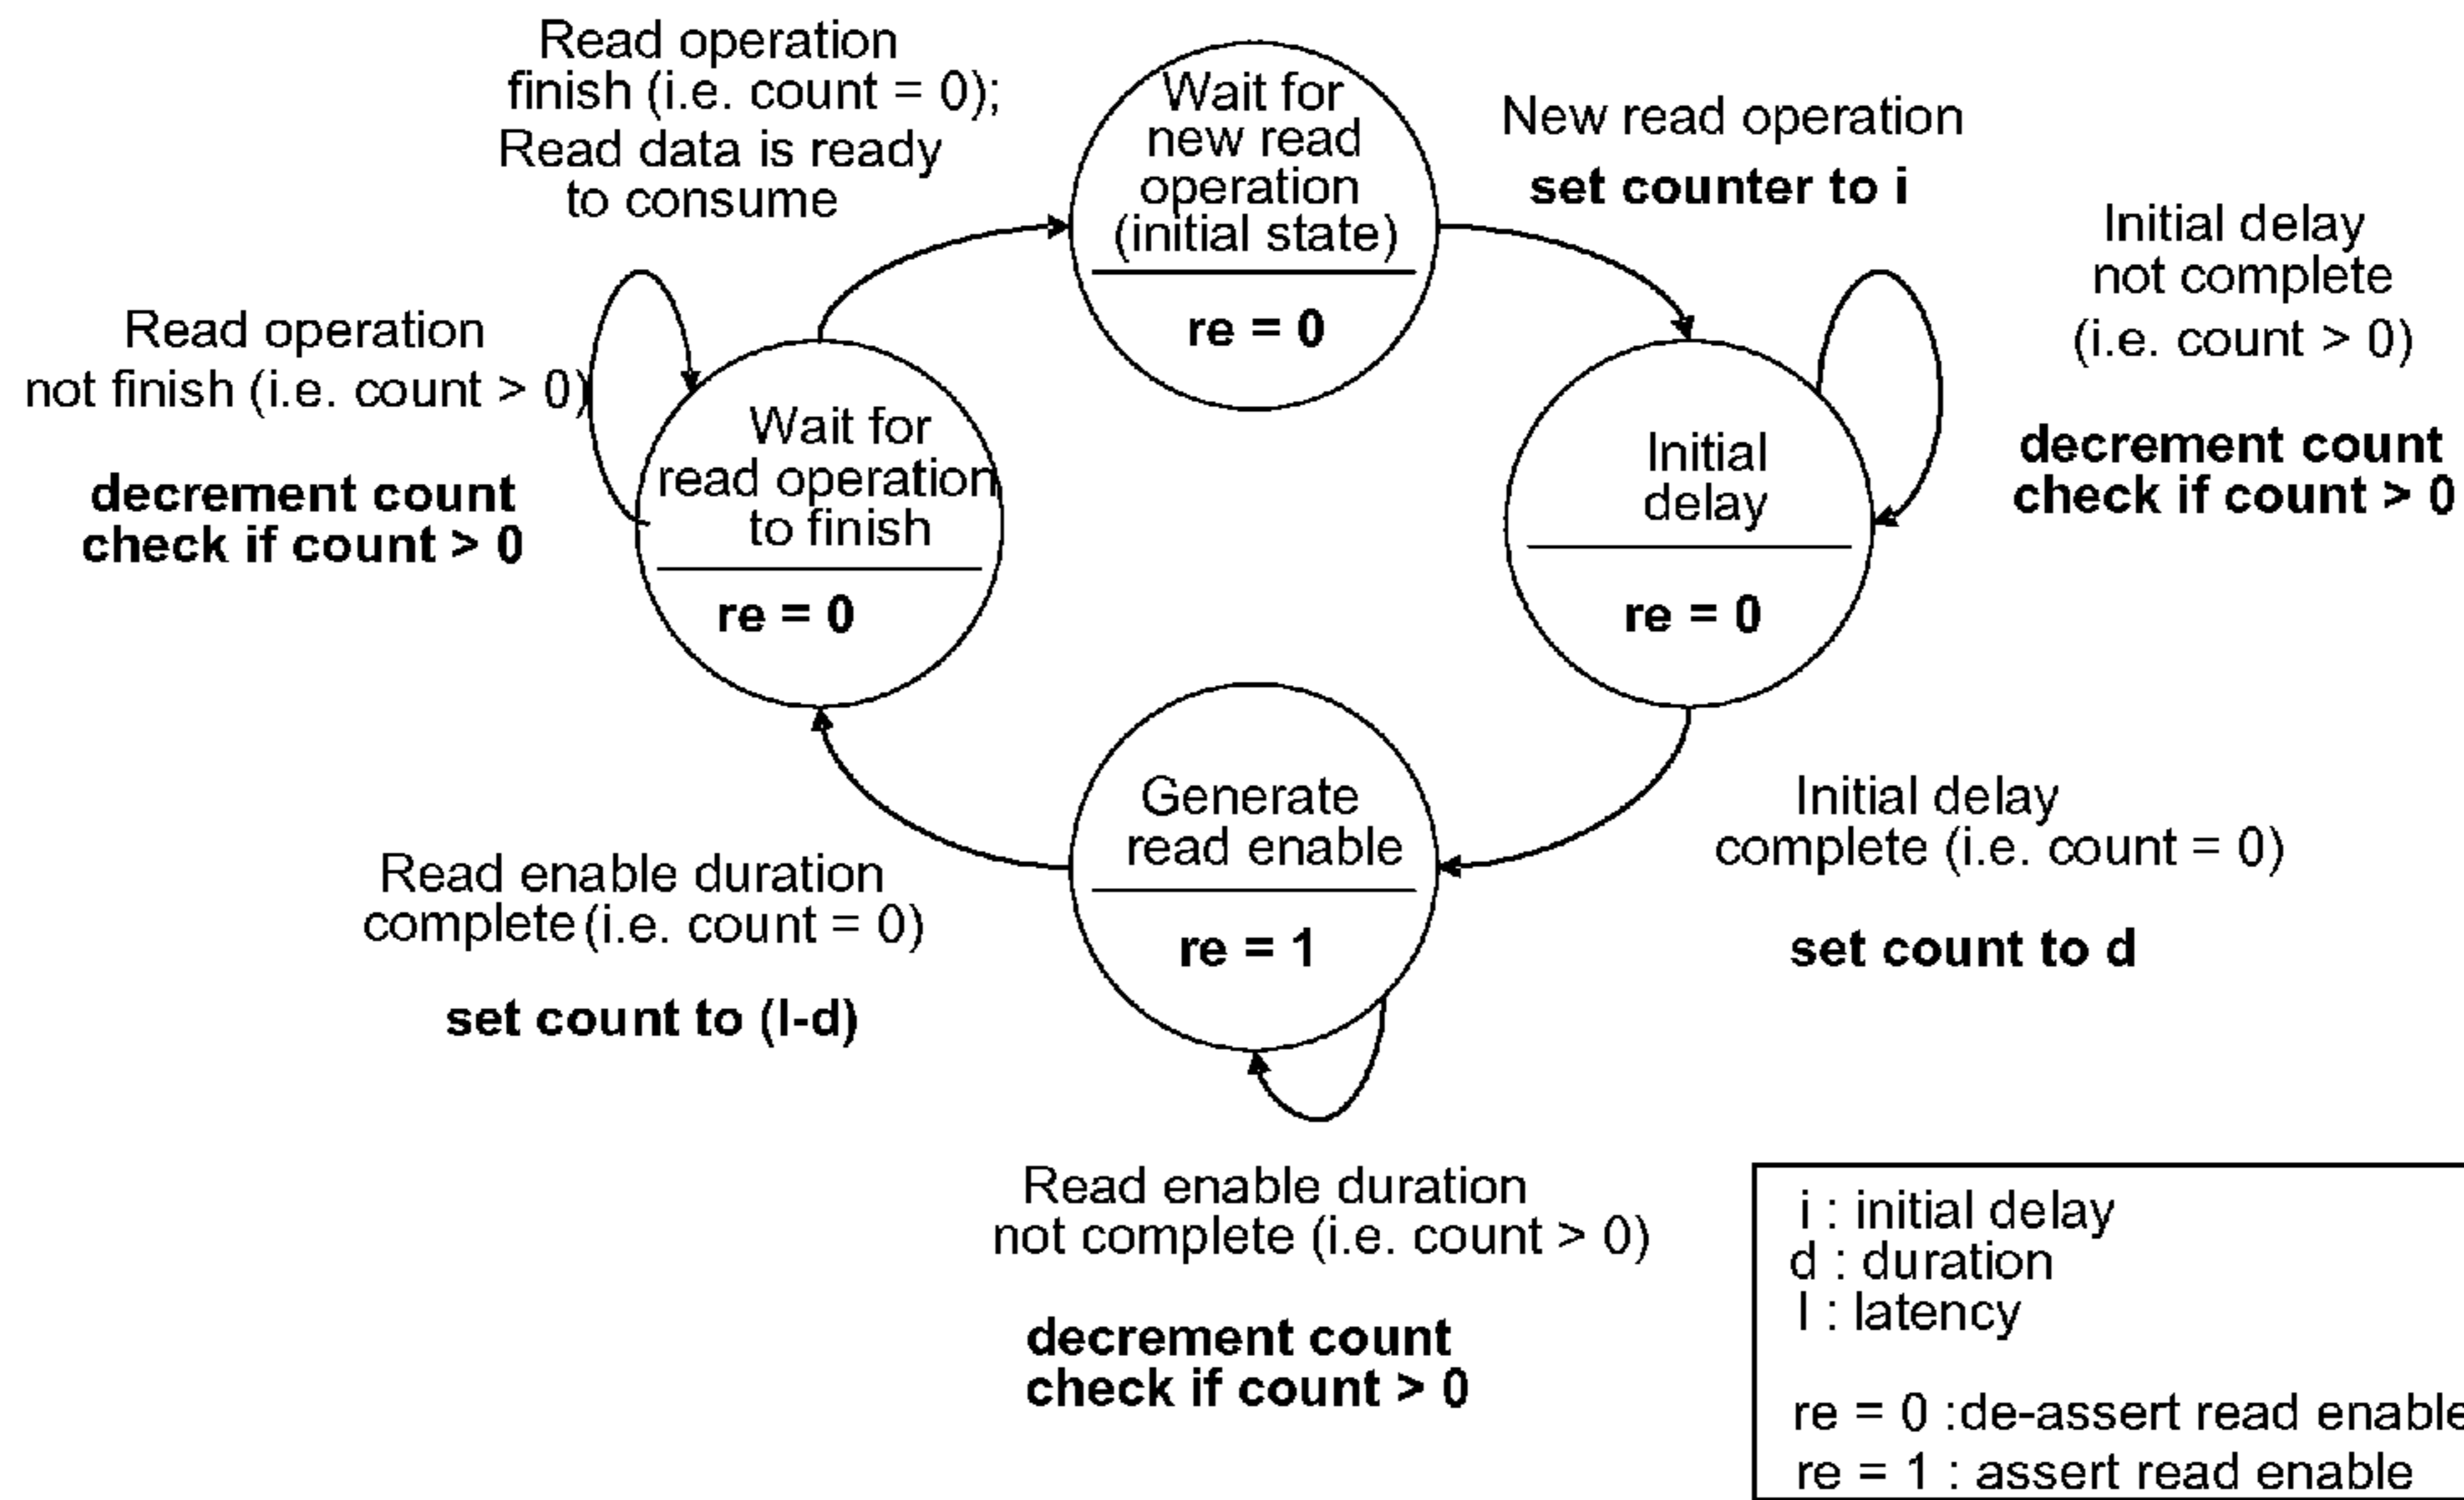 Read operation
finish (i.e. count = 0);
Read data is ready
to consume
Wait for
new read
operation
(initial state)
re = 0
New read operation
set counter to i
Initial delay
not complete
(i.e. count > 0)
decrement count
check if count > 0
Read operation
not finish (i.e. count > 0)
decrement count
check if count > 0
Wait for
read operation
to finish
re = 0
Initial
delay
re = 0
Generate
read enable
re = 1
Initial delay
complete (i.e. count = 0)
set count to d
Read enable duration
complete (i.e. count = 0)
set count to (l-d)
Read enable duration
not complete (i.e. count > 0)
decrement count
check if count > 0
i : initial delay
d : duration
l : latency
re = 0 :de-assert read enable
re = 1 : assert read enable